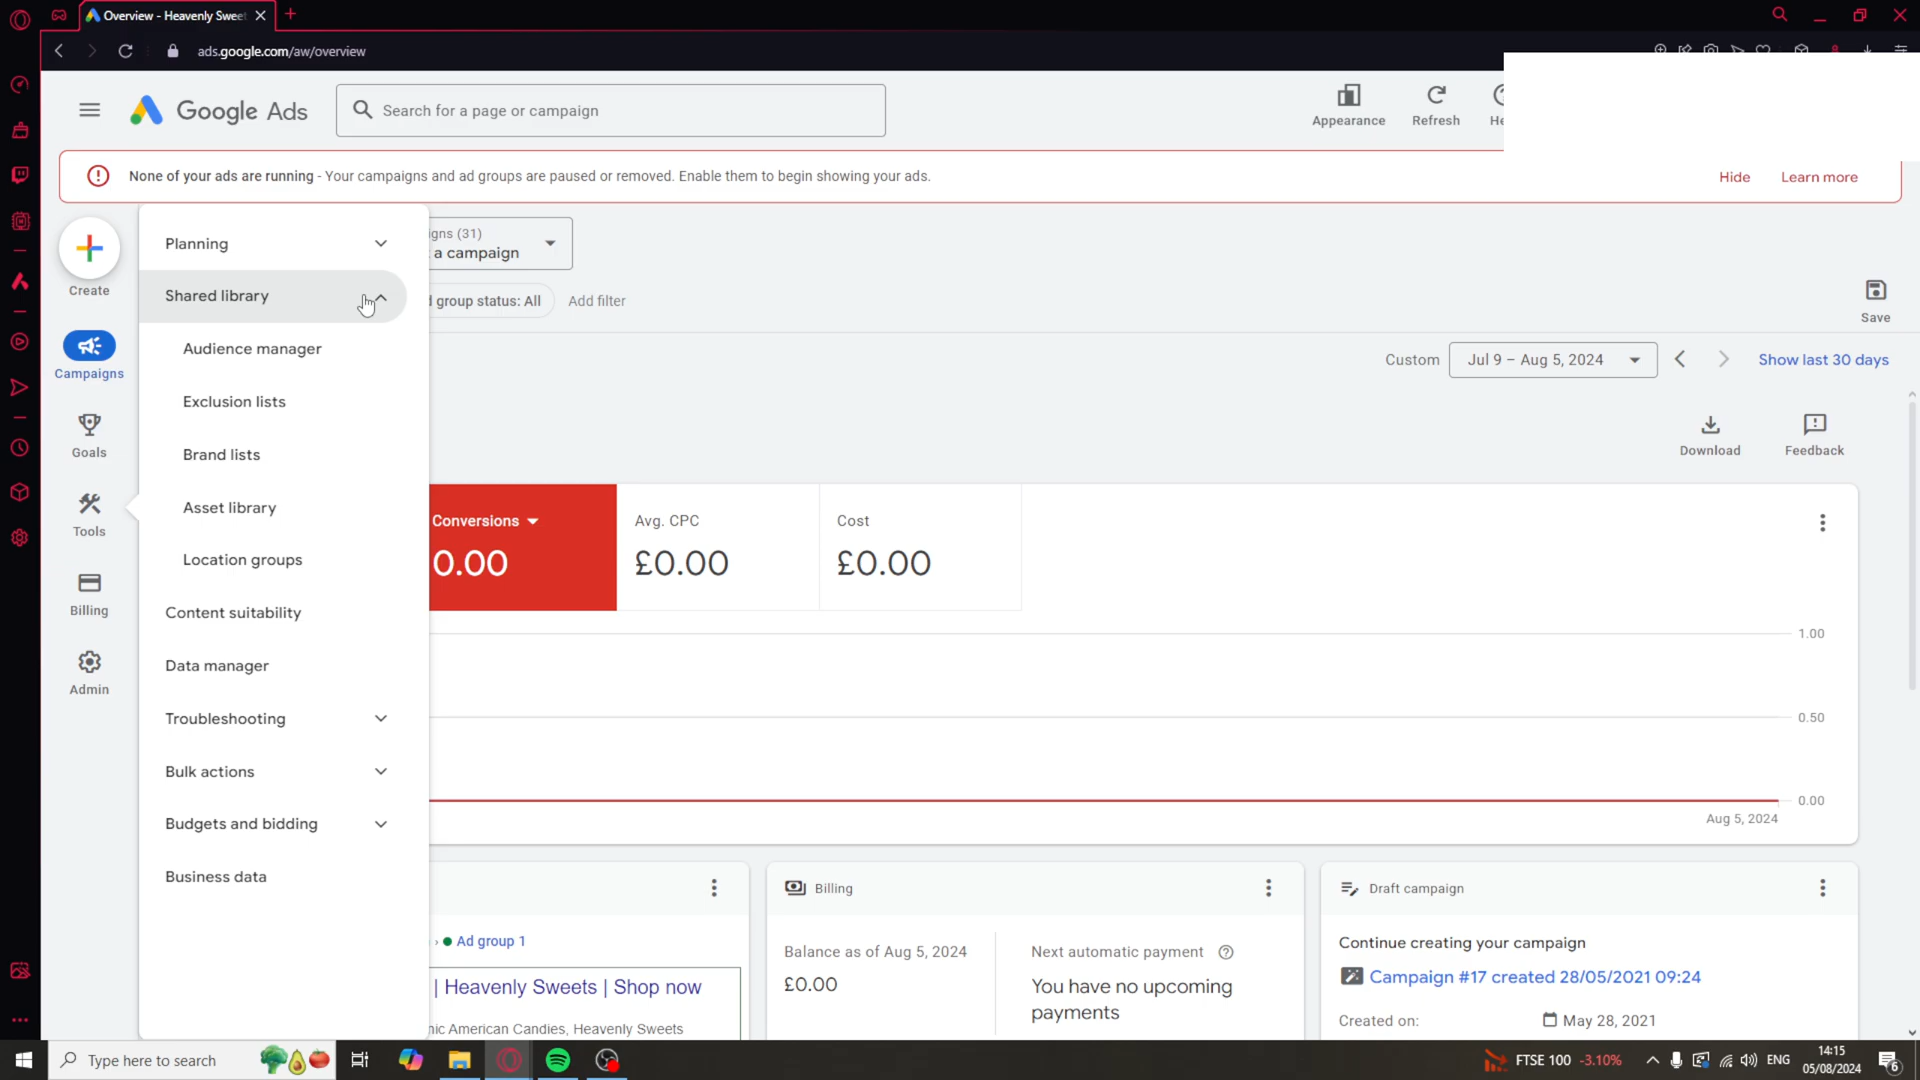 Overview - Heavenly Sweet
ads.google.com/aw/overview
Google Ads
Search for a page or campaign
Appearance
Refresh
None of your ads are running - Your campaigns and ad groups are paused or removed. Enable them to begin showing your ads.
Hide
Learn more
Create
Campaigns
Goals
Tools
Billing
Admin
Planning
Shared library
Audience manager
Exclusion lists
Brand lists
Asset library
Location groups
Content suitability
Data manager
Troubleshooting
Bulk actions
Budgets and bidding
Business data
igns (31)
a campaign
d group status: All
Add filter
Save
Custom
Jul 9 – Aug 5, 2024
Show last 30 days
Download
Feedback
Conversions
0.00
Avg. CPC
£0.00
Cost
£0.00
1.00
0.50
0.00
Aug 5, 2024
Ad group 1
| Heavenly Sweets | Shop now
nic American Candies, Heavenly Sweets
Billing
Balance as of Aug 5, 2024
£0.00
Next automatic payment
You have no upcoming
payments
Draft campaign
Continue creating your campaign
Campaign #17 created 28/05/2021 09:24
Created on:
May 28, 2021
Type here to search
FTSE 100 -3.10%
ENG
14:15
05/08/2024
6